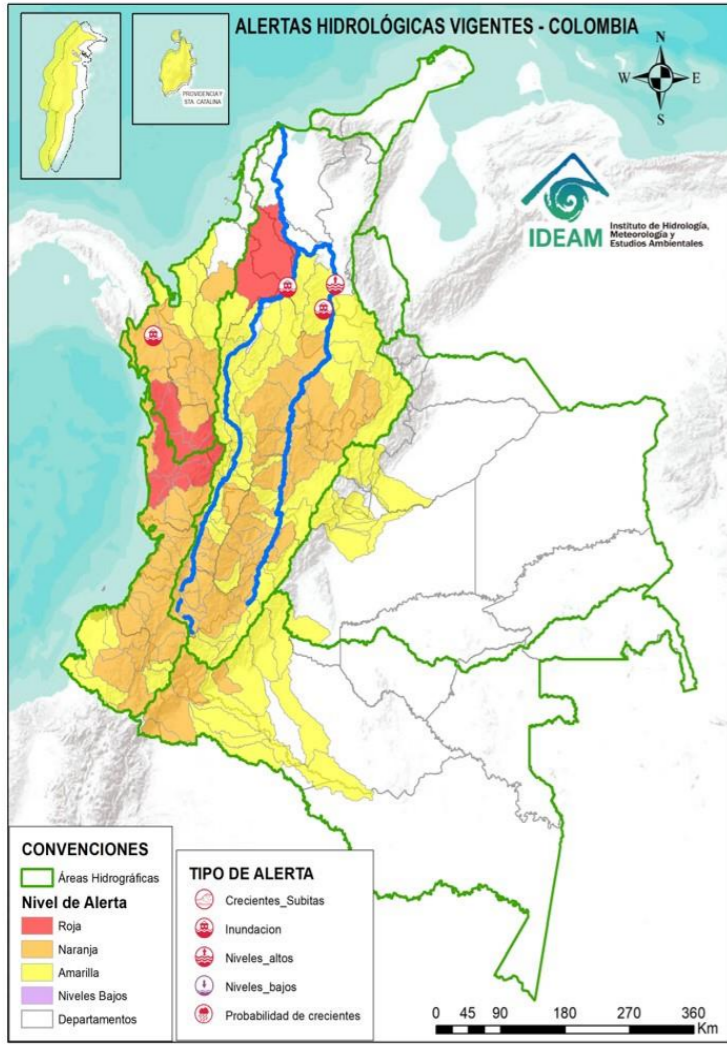 ALERTAS HIDROLÓGICAS VIGENTES - COLOMBIA
PROVIDENCIA Y
STA. CATALINA
N
W
E
S
IDEAM
Instituto de Hidrología,
Meteorología y
Estudios Ambientales
CONVENCIONES
Áreas Hidrográficas
Nivel de Alerta
Roja
Naranja
Amarilla
Niveles Bajos
Departamentos
TIPO DE ALERTA
Crecientes_Subitas
Inundacion
Niveles_altos
Niveles_bajos
Probabilidad de crecientes
0 45 90 180 270 360
Km